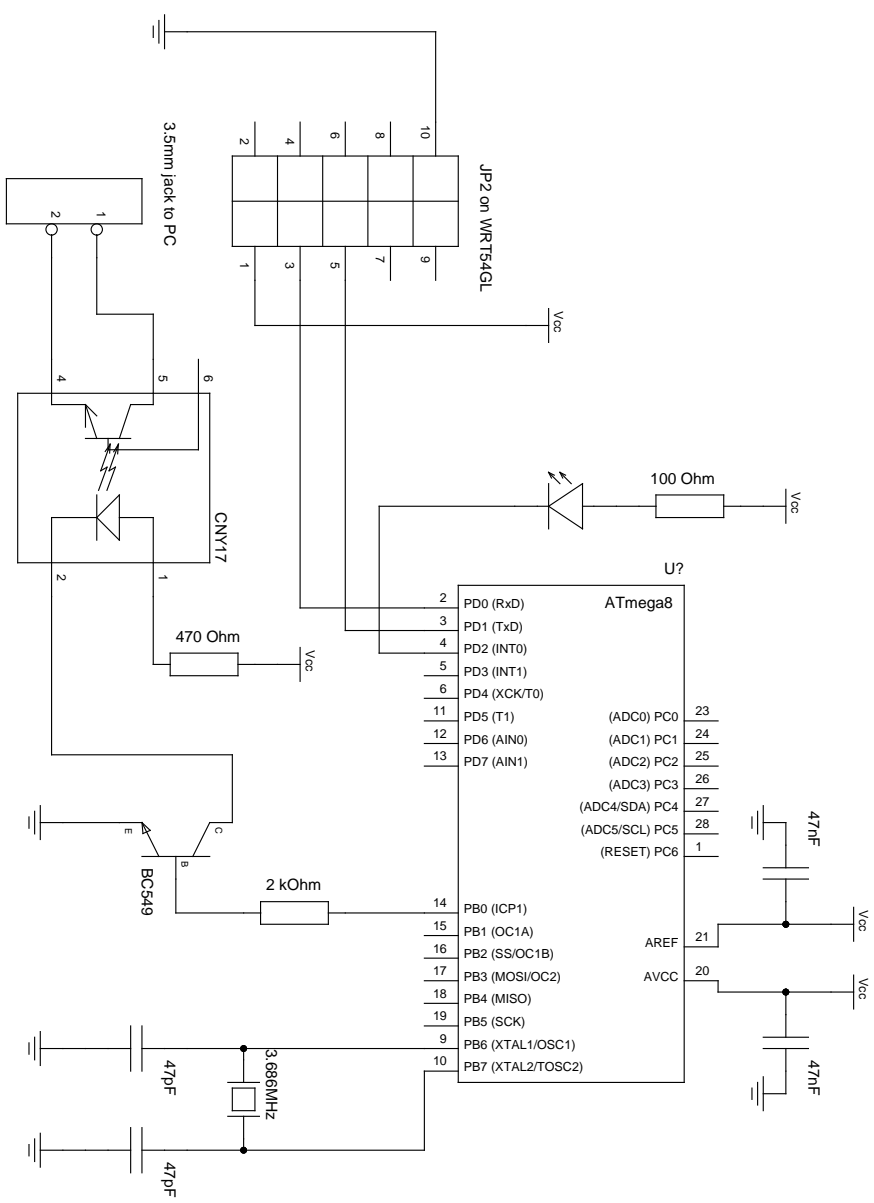 3.5mm jack to PC
2
1
JP2 on WRT54GL
2
4
6
8
10
1
3
5
7
9
Vcc
4
5
6
CNY17
2
1
470 Ohm
Vcc
100 Ohm
Vcc
U?
ATmega8
2 PD0 (RxD)
3 PD1 (TxD)
4 PD2 (INT0)
5 PD3 (INT1)
6 PD4 (XCK/T0)
11 PD5 (T1)
12 PD6 (AIN0)
13 PD7 (AIN1)
(ADC0) PC0 23
(ADC1) PC1 24
(ADC2) PC2 25
(ADC3) PC3 26
(ADC4/SDA) PC4 27
(ADC5/SCL) PC5 28
(RESET) PC6 1
14 PB0 (ICP1)
15 PB1 (OC1A)
16 PB2 (SS/OC1B)
17 PB3 (MOSI/OC2)
18 PB4 (MISO)
19 PB5 (SCK)
9 PB6 (XTAL1/OSC1)
10 PB7 (XTAL2/TOSC2)
AREF 21
AVCC 20
47nF
Vcc
Vcc
47nF
E
C
B
BC549
2 kOhm
47pF
3.686MHz
47pF